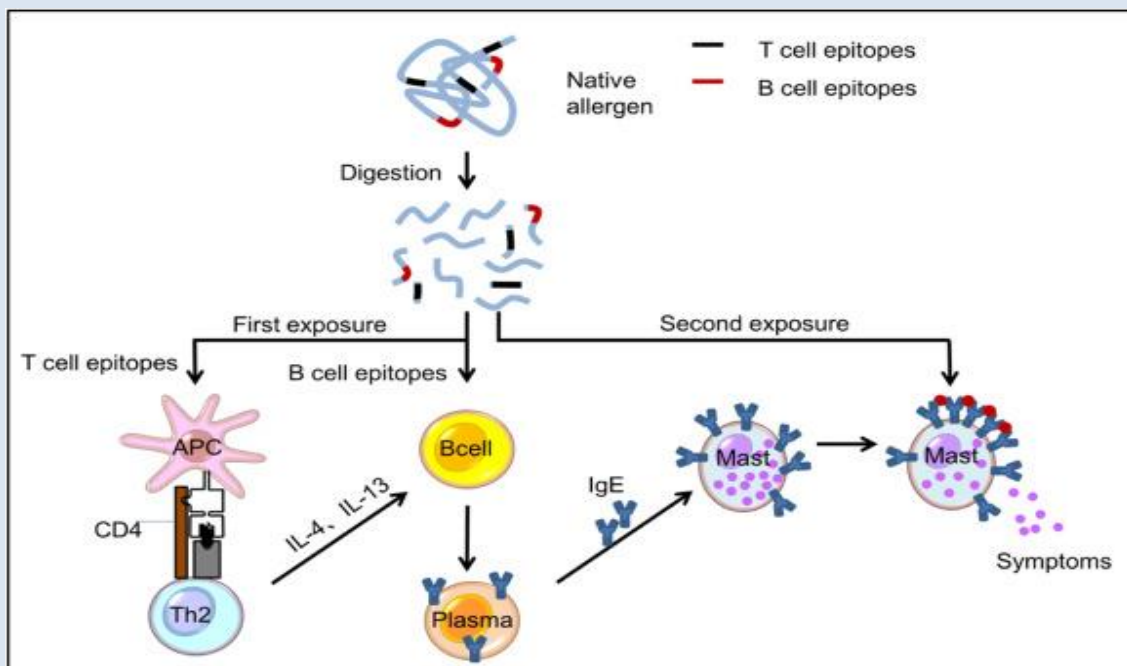 T cell epitopes
B cell epitopes
Native
allergen
Digestion
First exposure
Second exposure
T cell epitopes
B cell epitopes
APC
Bcell
Mast
Mast
CD4
IL-4、IL-13
IgE
Th2
Plasma
Symptoms